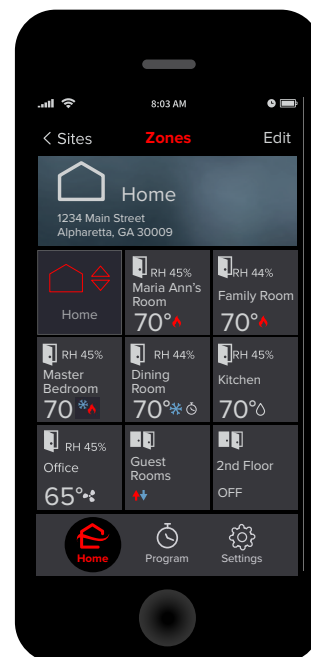 8:03 AM
Sites
Zones
Edit
Home
1234 Main Street
Alpharetta, GA 30009
Home
RH 45%
Maria Ann's
Room
70°
RH 44%
Family Room
70°
RH 45%
Master
Bedroom
70
RH 44%
Dining
Room
70°
RH 45%
Kitchen
70°
RH 45%
Office
65°
Guest
Rooms
2nd Floor
OFF
Home
Program
Settings